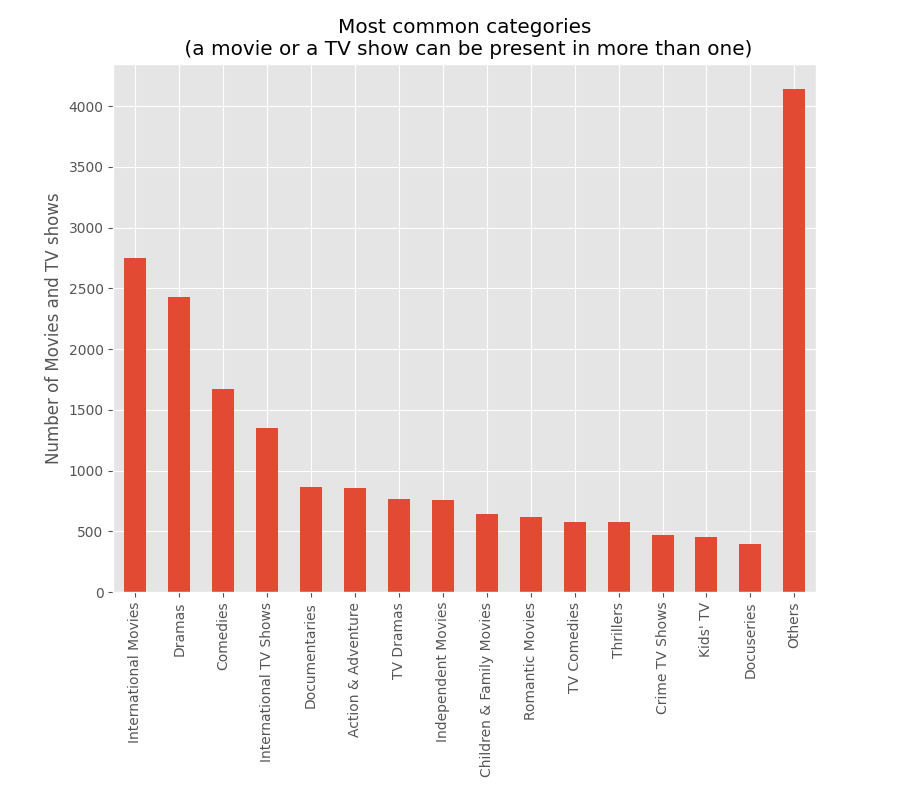 Most common categories
(a movie or a TV show can be present in more than one)
Number of Movies and TV shows
4000
3500
3000
2500
2000
1500
1000
500
0
International Movies
Dramas
Comedies
International TV Shows
Documentaries
Action & Adventure
TV Dramas
Independent Movies
Children & Family Movies
Romantic Movies
TV Comedies
Thrillers
Crime TV Shows
Kids' TV
Docuseries
Others